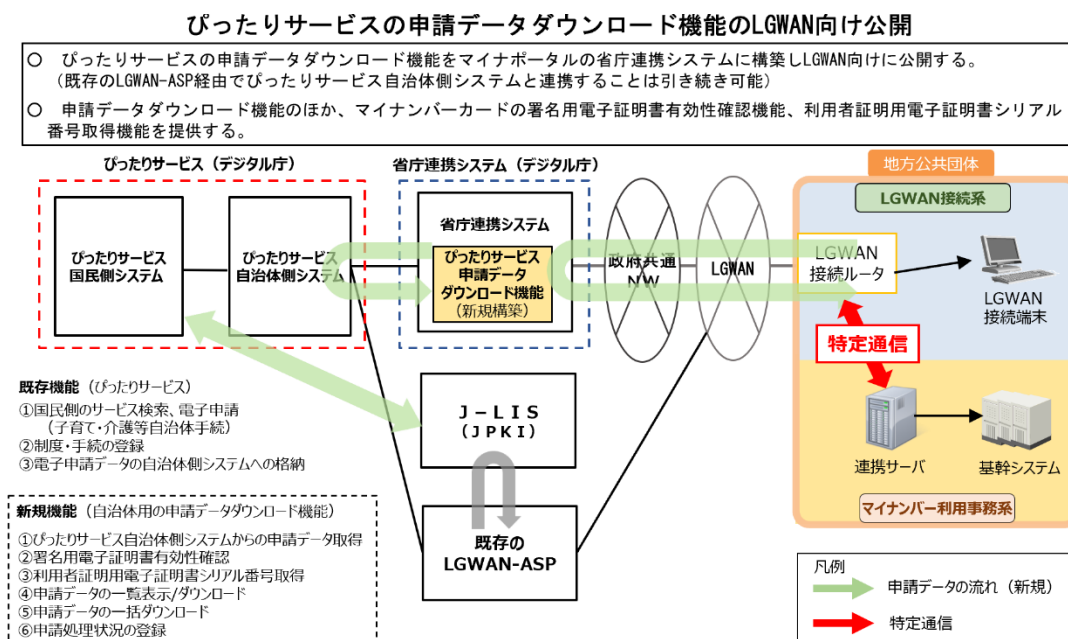 ぴったりサービスの申請データダウンロード機能のLGWAN向け公開
○ ぴったりサービスの申請データダウンロード機能をマイナポータルの省庁連携システムに構築しLGWAN向けに公開する。
（既存のLGWAN-ASP経由でぴったりサービス自治体側システムと連携することは引き続き可能）
○ 申請データダウンロード機能のほか、マイナンバーカードの署名用電子証明書有効性確認機能、利用者証明用電子証明書シリアル
番号取得機能を提供する。
ぴったりサービス（デジタル庁）
ぴったりサービス
国民側システム
ぴったりサービス
自治体側システム
省庁連携システム（デジタル庁）
省庁連携システム
ぴったりサービス
申請データ
ダウンロード機能
（新規構築）
政府共通
NW
LGWAN
地方公共団体
LGWAN接続系
LGWAN
接続ルータ
LGWAN
接続端末
特定通信
連携サーバ
基幹システム
マイナンバー利用事務系
J－LIS
（JPKI）
既存の
LGWAN-ASP
既存機能（ぴったりサービス）
①国民側のサービス検索、電子申請
（子育て・介護等自治体手続）
②制度・手続の登録
③電子申請データの自治体側システムへの格納
新規機能（自治体用の申請データダウンロード機能）
①ぴったりサービス自治体側システムからの申請データ取得
②署名用電子証明書有効性確認
③利用者証明用電子証明書シリアル番号取得
④申請データの一覧表示/ダウンロード
⑤申請データの一括ダウンロード
⑥申請処理状況の登録
凡例
申請データの流れ（新規）
特定通信